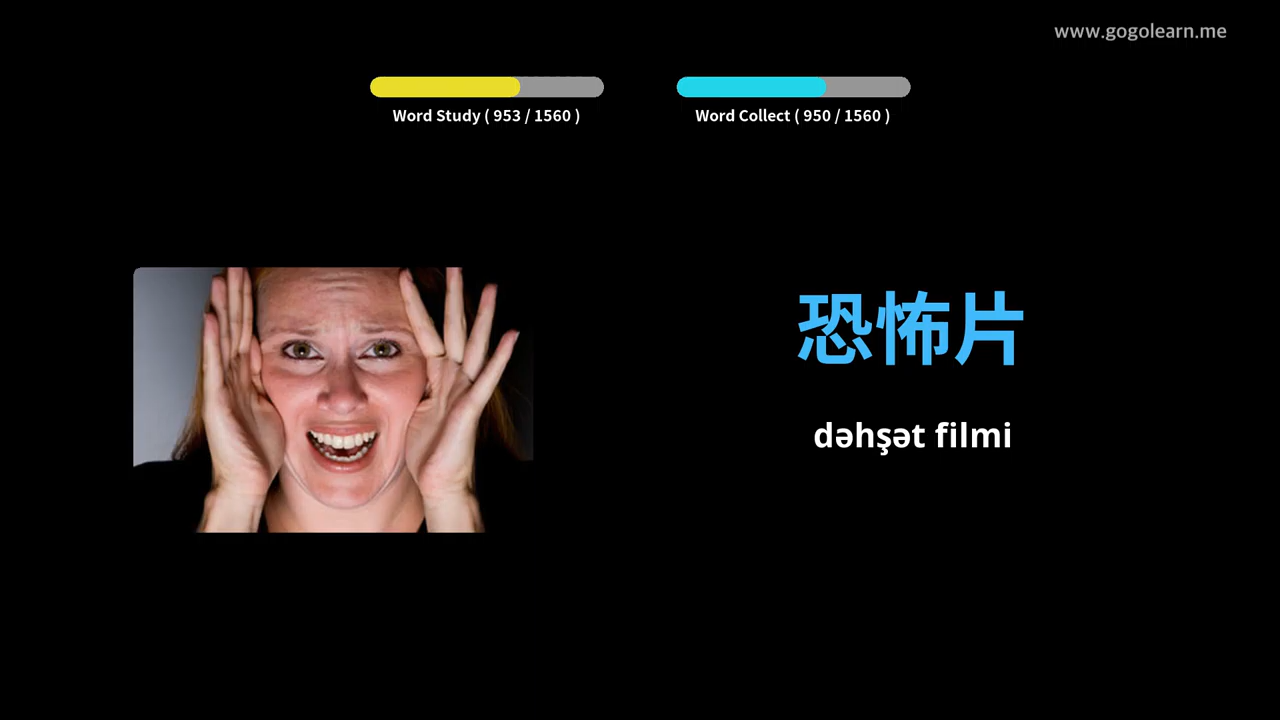 www.gogolearn.me
Word Study ( 953 / 1560 )
Word Collect ( 950 / 1560 )
恐怖片
dəhşət filmi